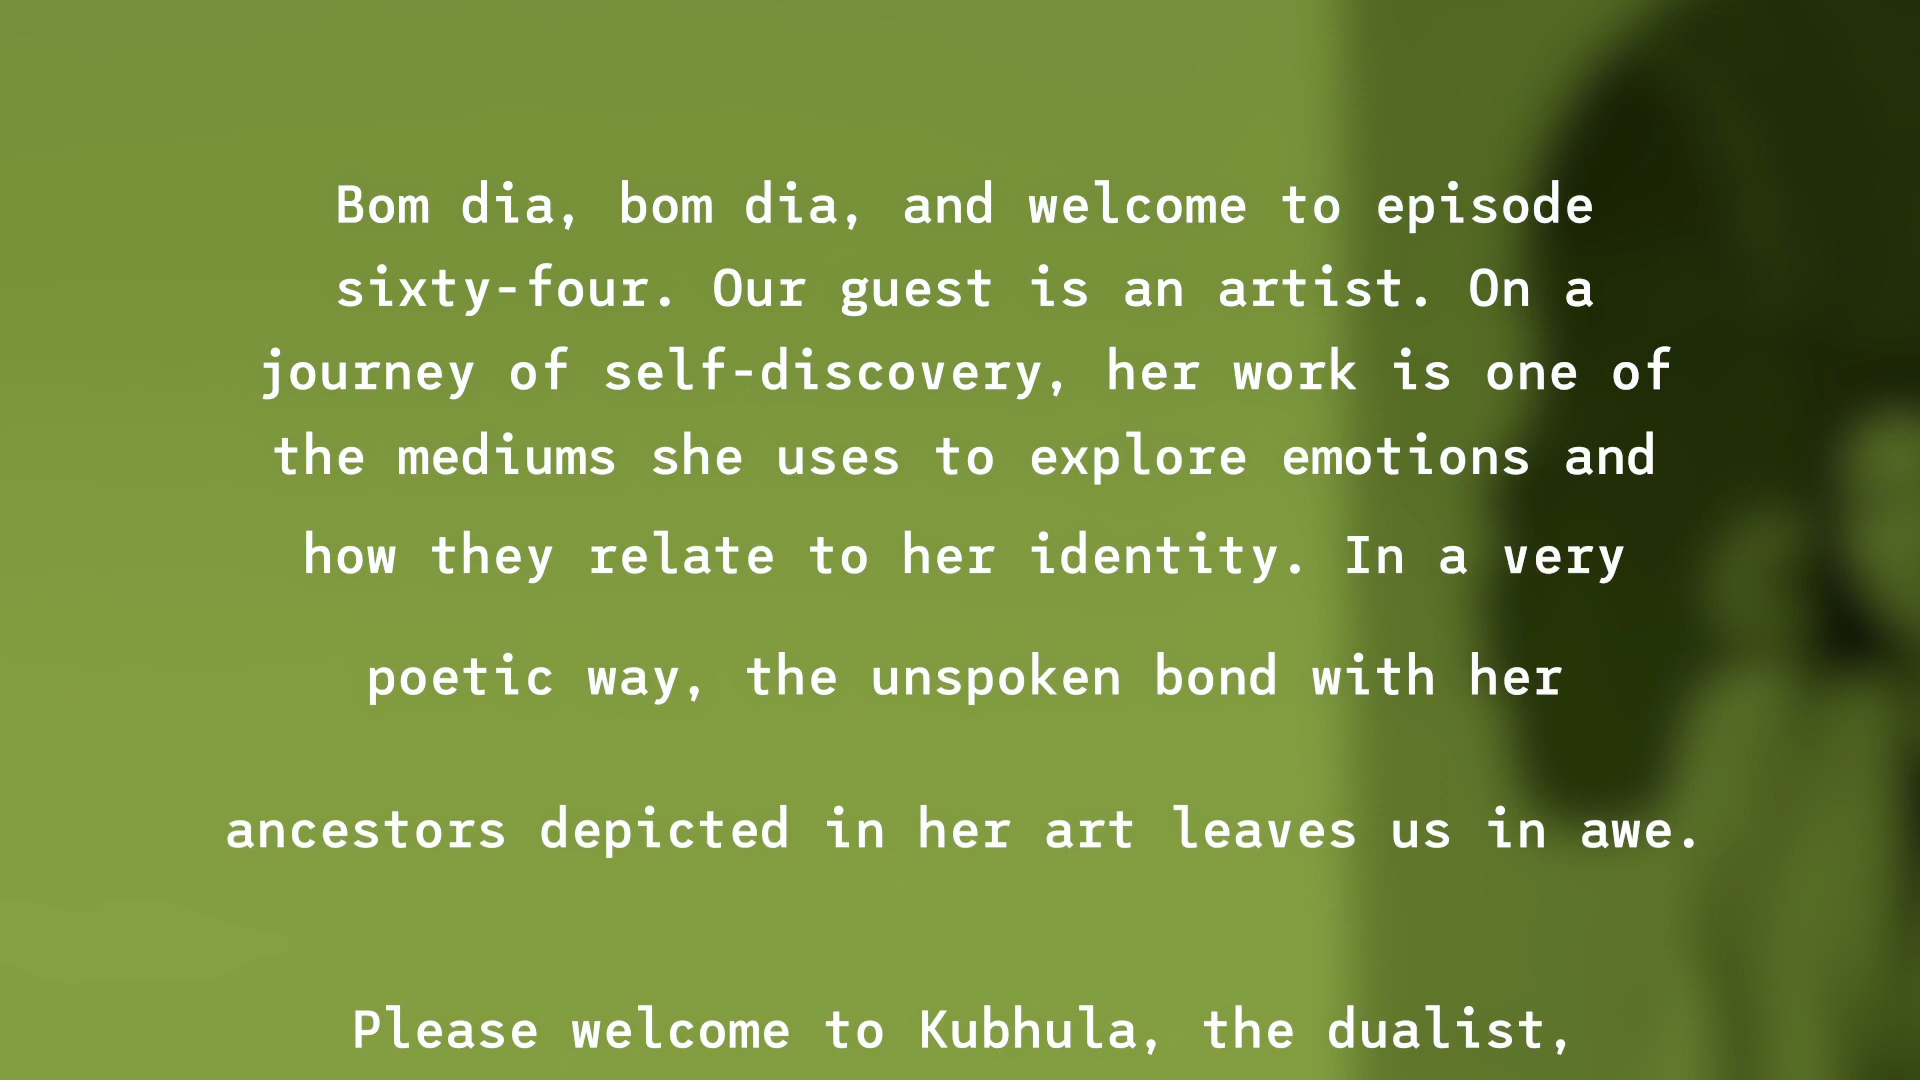 Bom dia, bom dia, and welcome to episode
sixty-four. Our guest is an artist. On a
journey of self-discovery, her work is one of
the mediums she uses to explore emotions and
how they relate to her identity. In a very
poetic way, the unspoken bond with her
ancestors depicted in her art leaves us in awe.
Please welcome to Kubhula, the dualist,